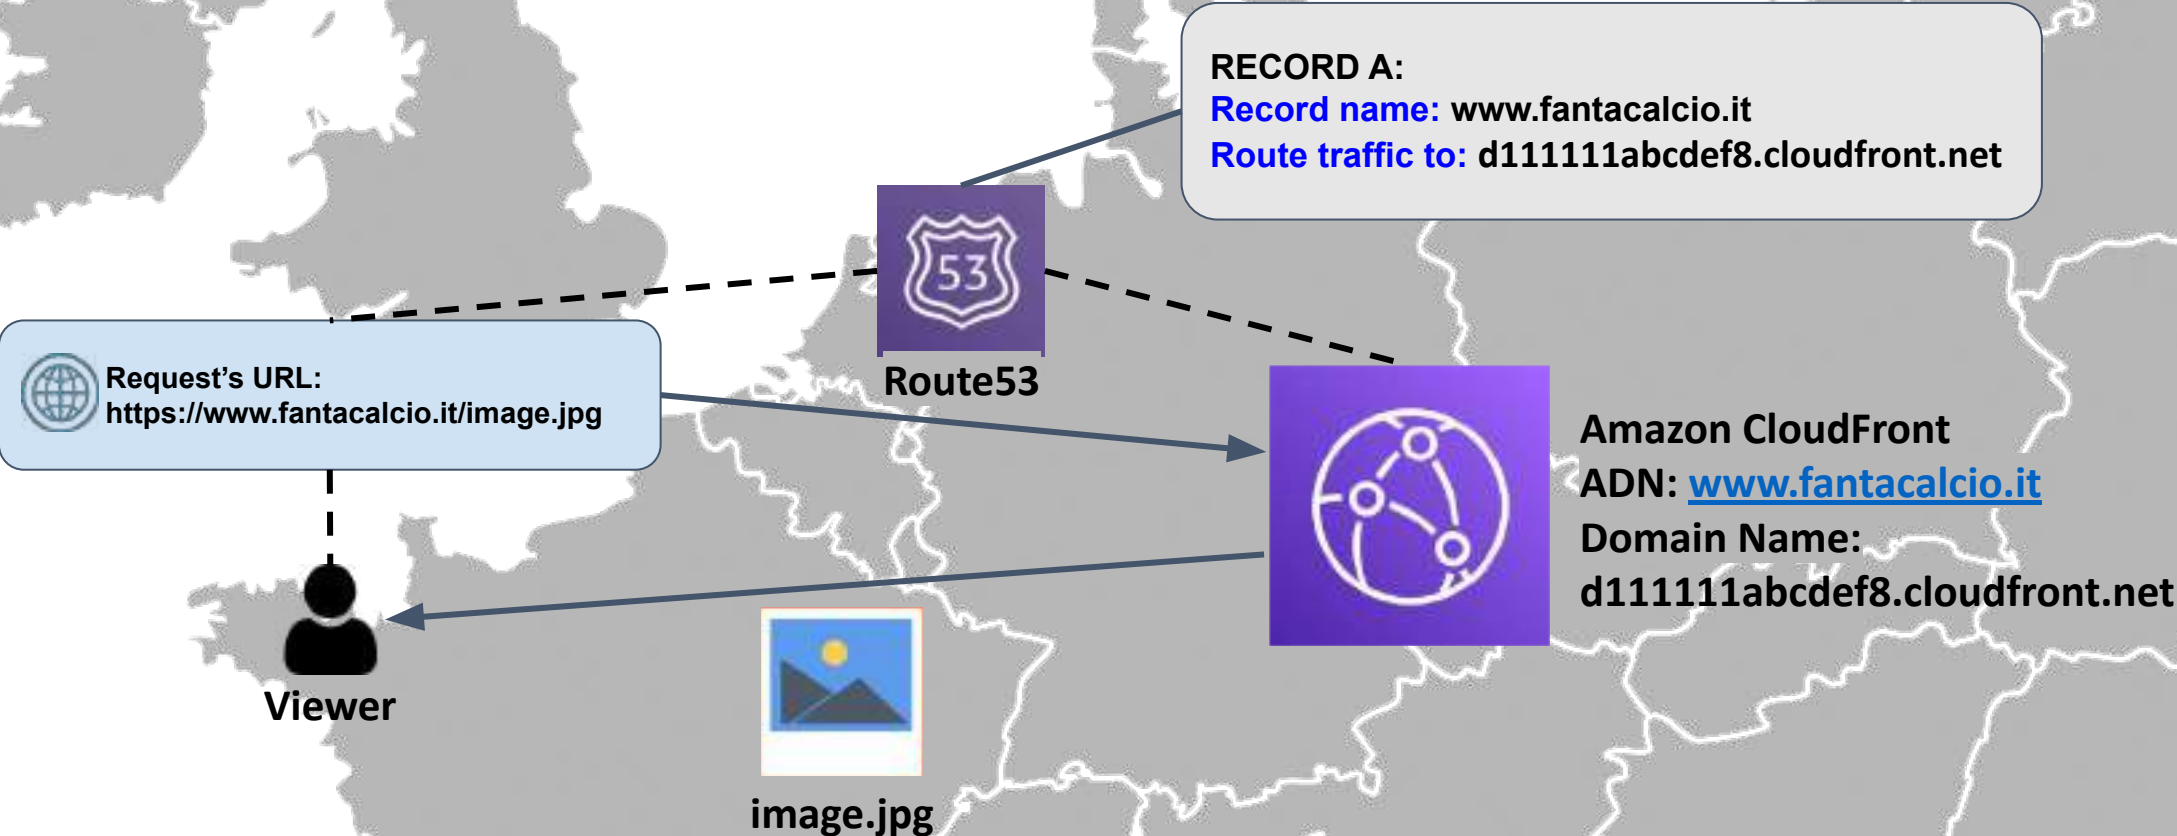 RECORD A:
Record name: www.fantacalcio.it
Route traffic to: d111111abcdef8.cloudfront.net
53
Route53
Request’s URL:
https://www.fantacalcio.it/image.jpg
Amazon CloudFront
ADN: www.fantacalcio.it
Domain Name:
d111111abcdef8.cloudfront.net
Viewer
image.jpg